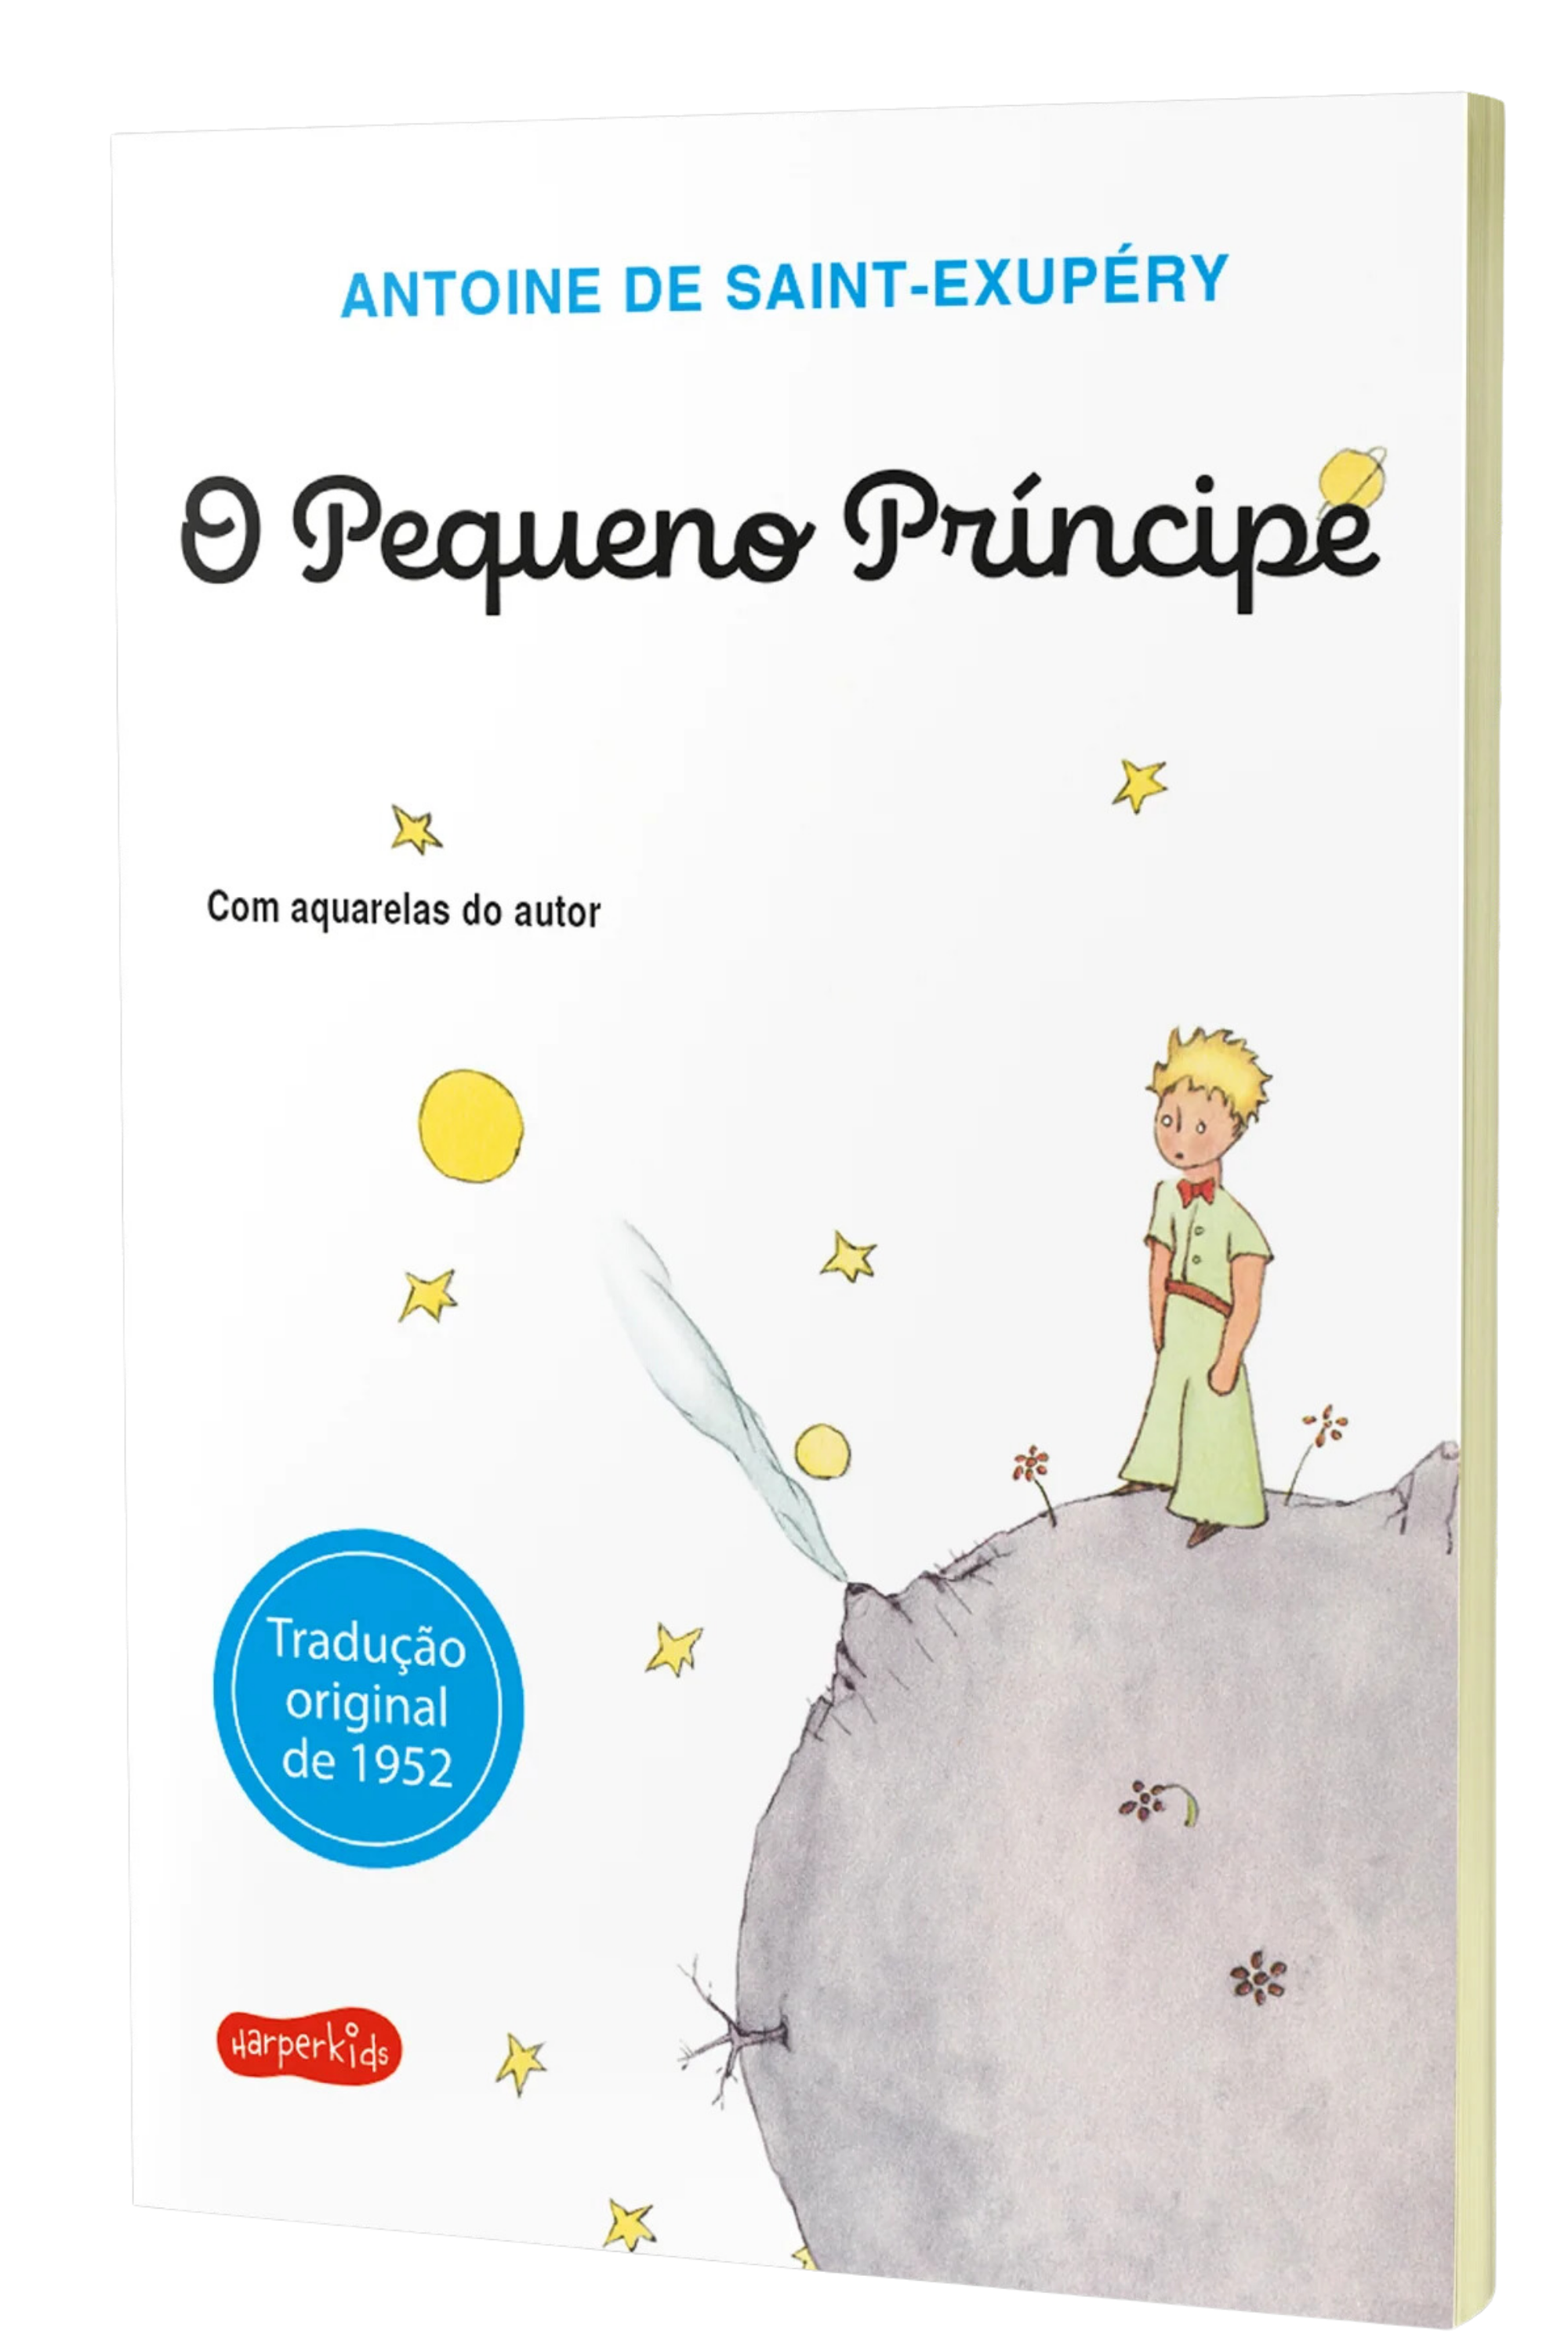 ANTOINE DE SAINT-EXUPÉRY
O Pequeno Príncipe
Com aquarelas do autor
Tradução
original
de 1952
Harperkids